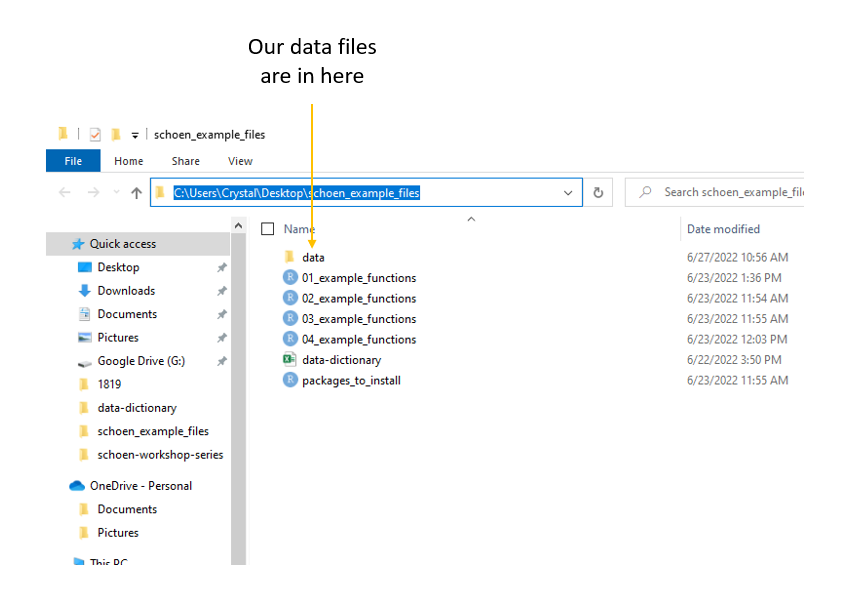 Our data files
are in here
schoen_example_files
File Home Share View
C:\Users\Crystal\Desktop\schoen_example_files
Search schoen_example_file
Name Date modified
Quick access
Desktop
Downloads
Documents
Pictures
Google Drive (G:)
1819
data-dictionary
schoen_example_files
schoen-workshop-series
OneDrive - Personal
Documents
Pictures
This PC
data 6/27/2022 10:56 AM
R 01_example_functions 6/23/2022 1:36 PM
R 02_example_functions 6/23/2022 11:54 AM
R 03_example_functions 6/23/2022 11:55 AM
R 04_example_functions 6/23/2022 12:03 PM
data-dictionary 6/22/2022 3:50 PM
R packages_to_install 6/23/2022 11:55 AM